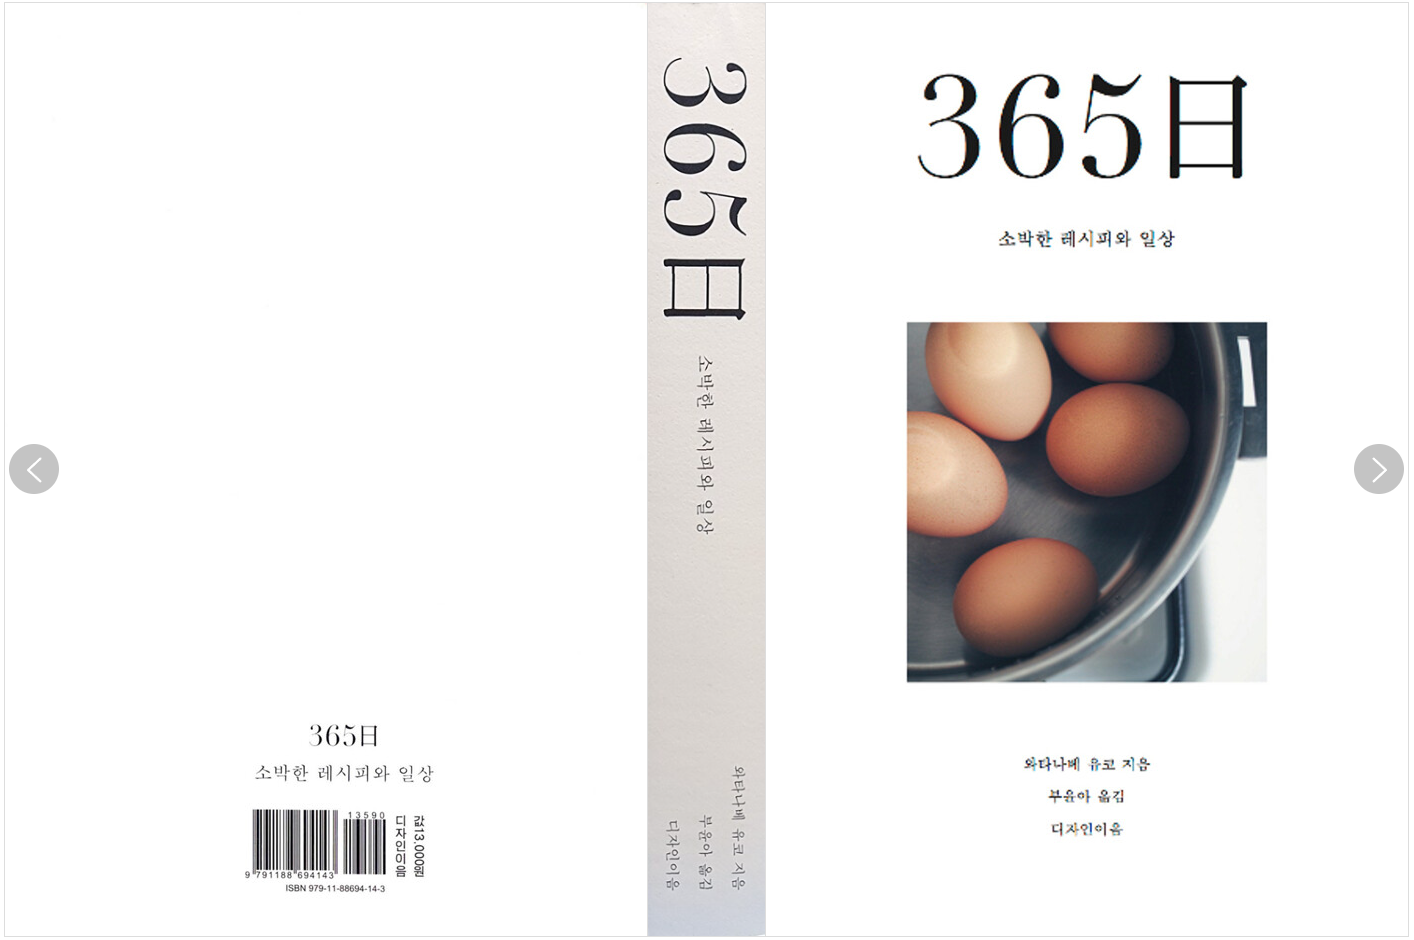 365日
소박한 레시피와 일상
13590
9 791188 694143
ISBN 979-11-88694-14-3
디자인이음
값13,000원
365日
소박한 레시피와 일상
와타나베 유코 지음
부윤아 옮김
디자인이음
365日
소박한 레시피와 일상
와타나베 유코 지음
부윤아 옮김
디자인이음